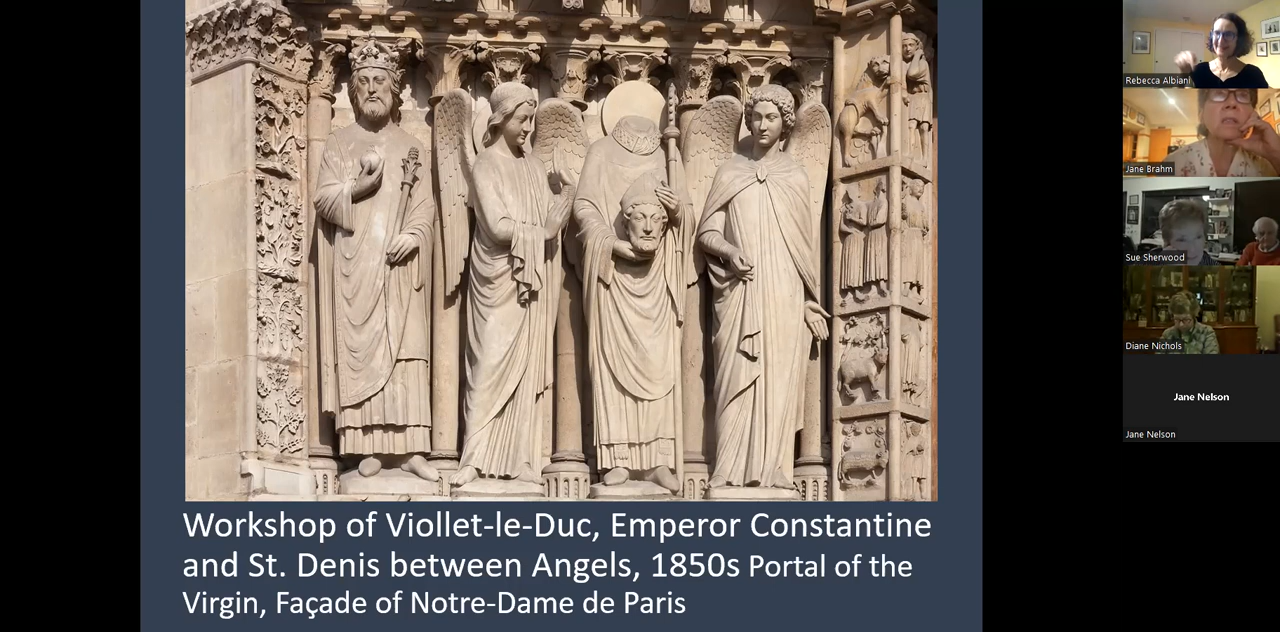 Workshop of Viollet-le-Duc, Emperor Constantine
and St. Denis between Angels, 1850s Portal of the
Virgin, Façade of Notre-Dame de Paris
Rebecca Albiani
Jane Brahm
Sue Sherwood
Diane Nichols
Jane Nelson
Jane Nelson